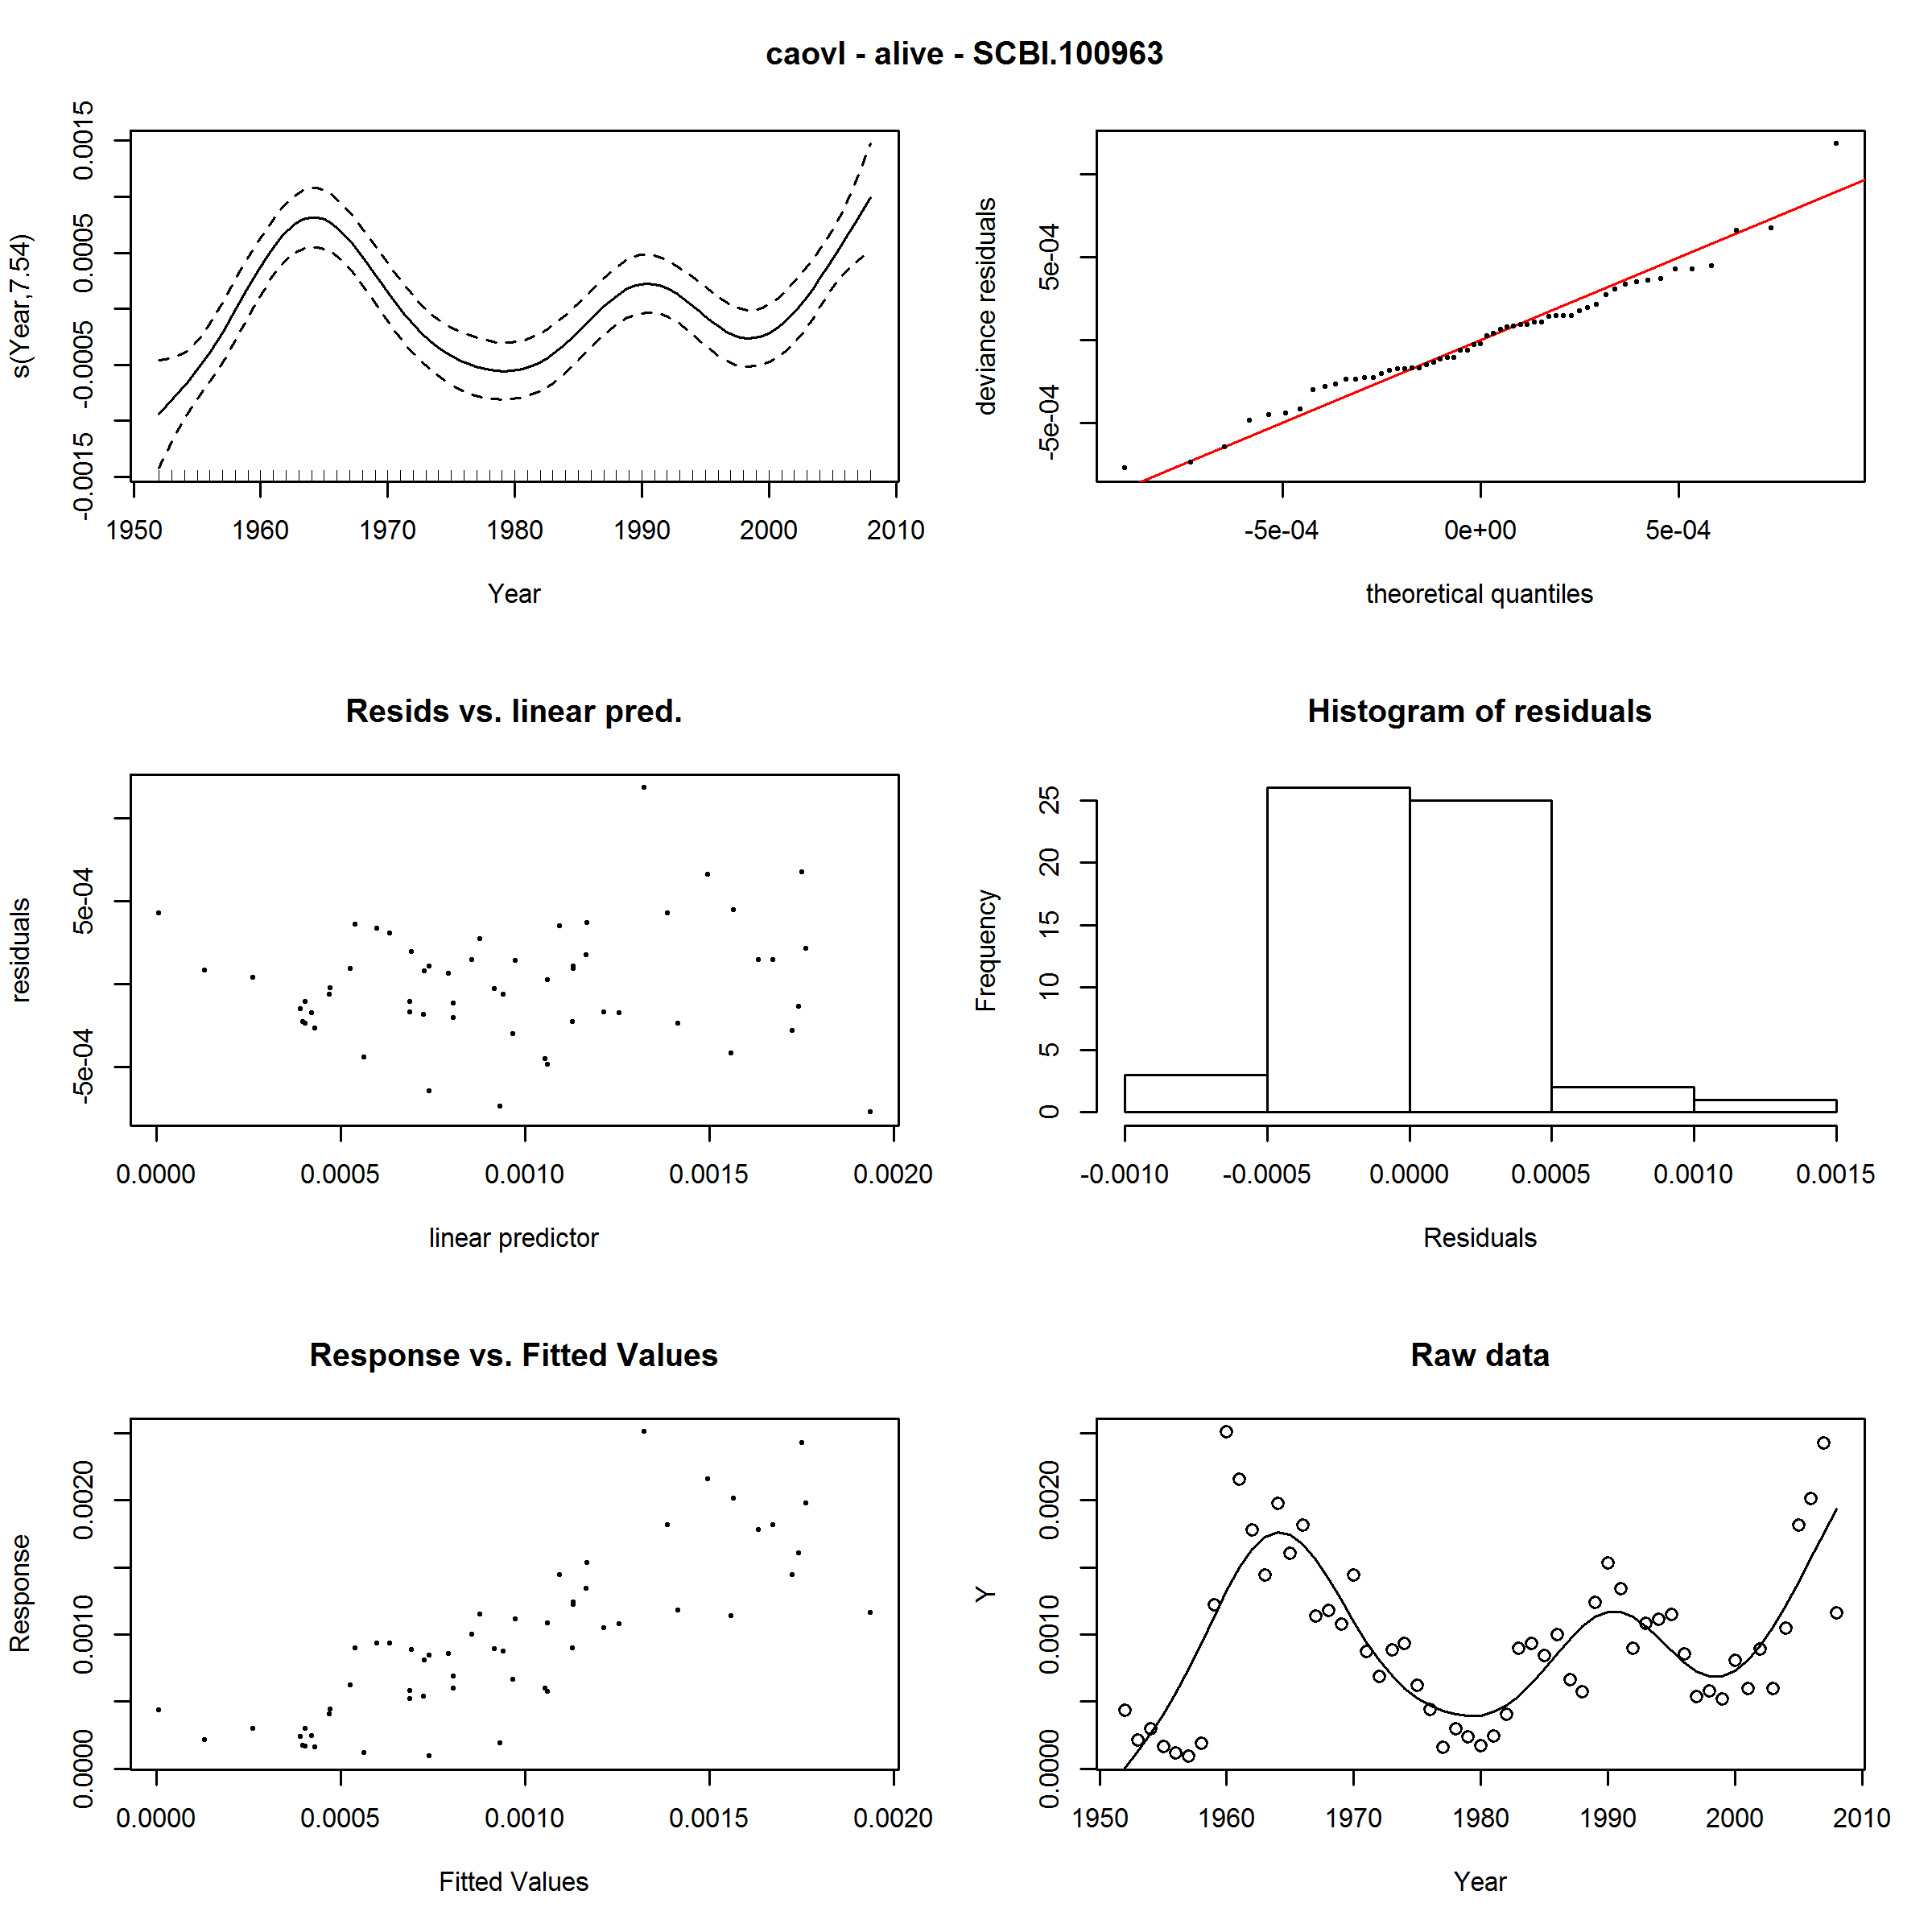 caovl - alive - SCBI.100963
s(Year,7.54)
-0.0015 -0.0005 0.0005 0.0015
1950 1960 1970 1980 1990 2000 2010
Year
deviance residuals
-5e-04 5e-04
-5e-04 0e+00 5e-04
theoretical quantiles
Resids vs. linear pred.
residuals
-5e-04 5e-04
0.0000 0.0005 0.0010 0.0015 0.0020
linear predictor
Histogram of residuals
Frequency
0 5 10 15 20 25
-0.0010 -0.0005 0.0000 0.0005 0.0010 0.0015
Residuals
Response vs. Fitted Values
Response
0.0000 0.0010 0.0020
0.0000 0.0005 0.0010 0.0015 0.0020
Fitted Values
Raw data
Y
0.0000 0.0010 0.0020
1950 1960 1970 1980 1990 2000 2010
Year